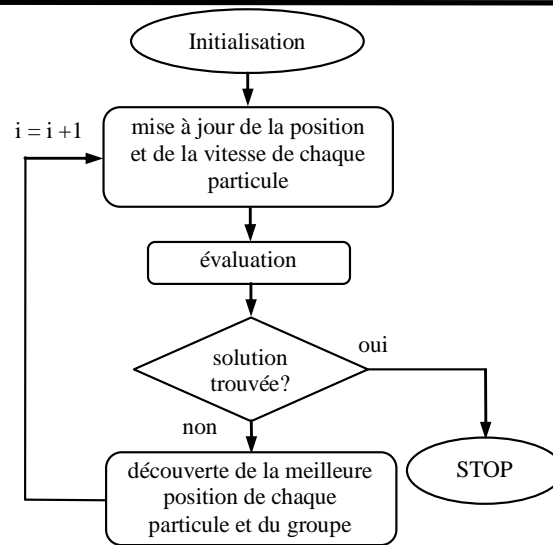 Initialisation
i = i +1
mise à jour de la position
et de la vitesse de chaque
particule
évaluation
solution
trouvée?
oui
non
découverte de la meilleure
position de chaque
particule et du groupe
STOP